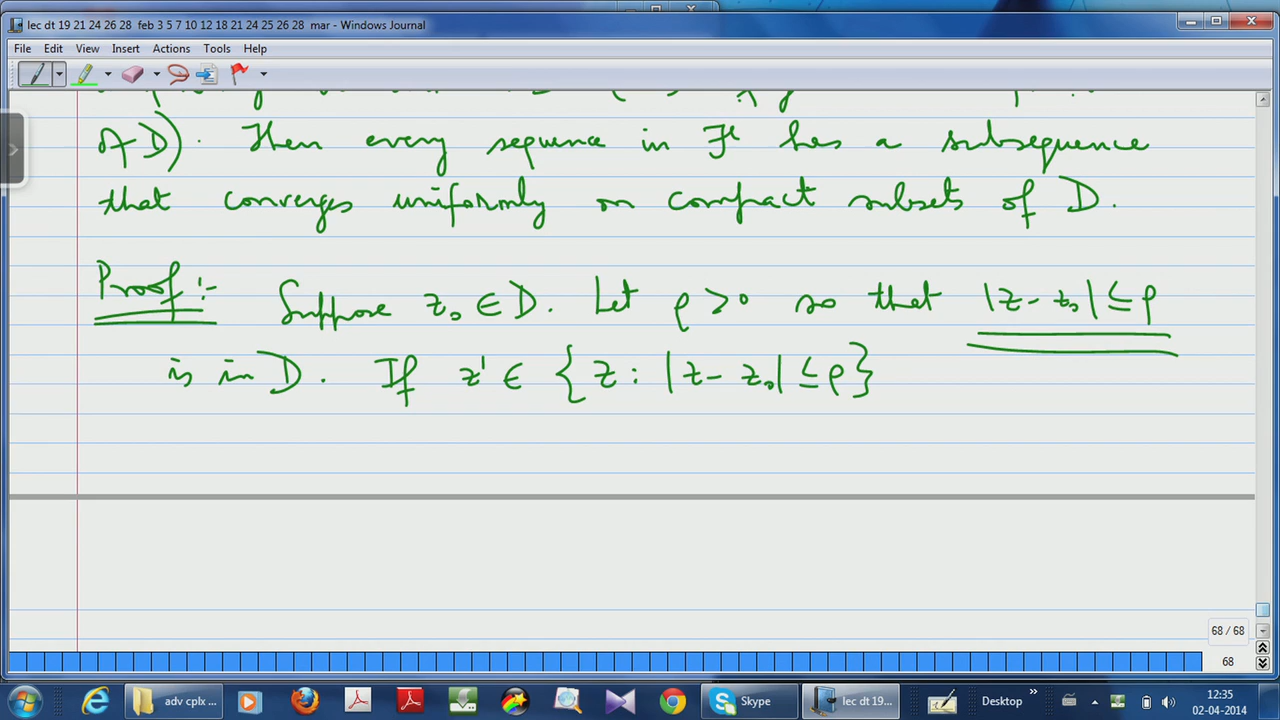 lec dt 19 21 24 26 28 feb 3 5 7 10 12 18 21 24 25 26 28 mar - Windows Journal
File Edit View Insert Actions Tools Help
of D). Then every sequence in F has a subsequence
that converges uniformly on compact subsets of D.
Proof:- Suppose z₀ ∈ D. Let ρ > 0 so that |z - z₀| ≤ ρ
is in D. If z' ∈ {z : |z - z₀| ≤ ρ}
68 / 68
68
adv cplx ... Skype lec dt 19... Desktop
12:35
02-04-2014